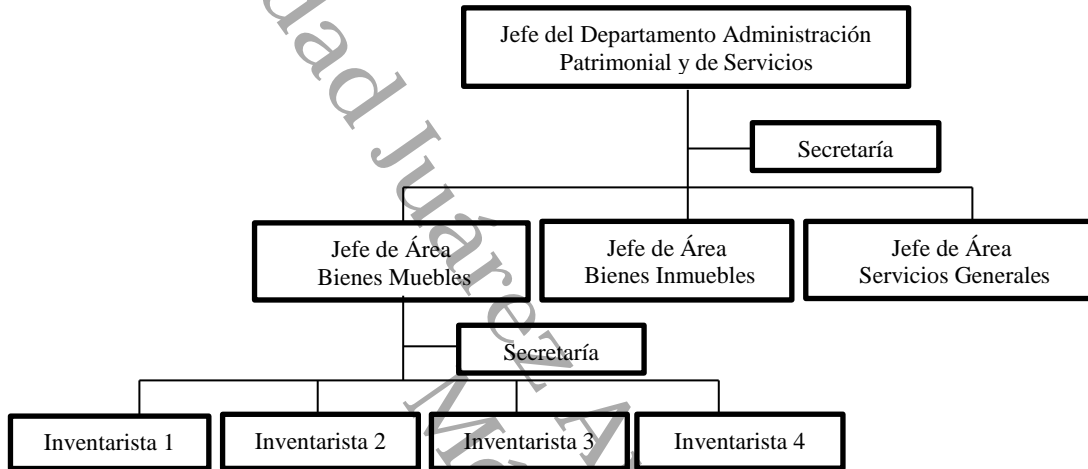 Jefe del Departamento Administración
Patrimonial y de Servicios
Secretaría
Jefe de Área
Bienes Muebles
Jefe de Área
Bienes Inmuebles
Jefe de Área
Servicios Generales
Secretaría
Inventarista 1
Inventarista 2
Inventarista 3
Inventarista 4
Juárez